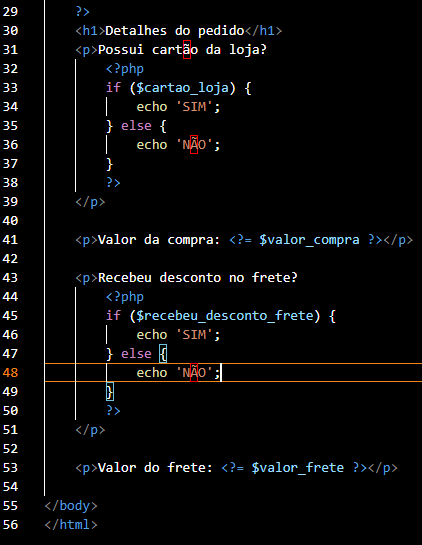 29 ?>
30 <h1>Detalhes do pedido</h1>
31 <p>Possui cartão da loja?
32 <?php
33 if ($cartao_loja) {
34 echo 'SIM';
35 } else {
36 echo 'NÃO';
37 }
38 ?>
39 </p>
40
41 <p>Valor da compra: <?= $valor_compra ?></p>
42
43 <p>Recebeu desconto no frete?
44 <?php
45 if ($recebeu_desconto_frete) {
46 echo 'SIM';
47 } else {
48 echo 'NÃO';
49 }
50 ?>
51 </p>
52
53 <p>Valor do frete: <?= $valor_frete ?></p>
54
55 </body>
56 </html>